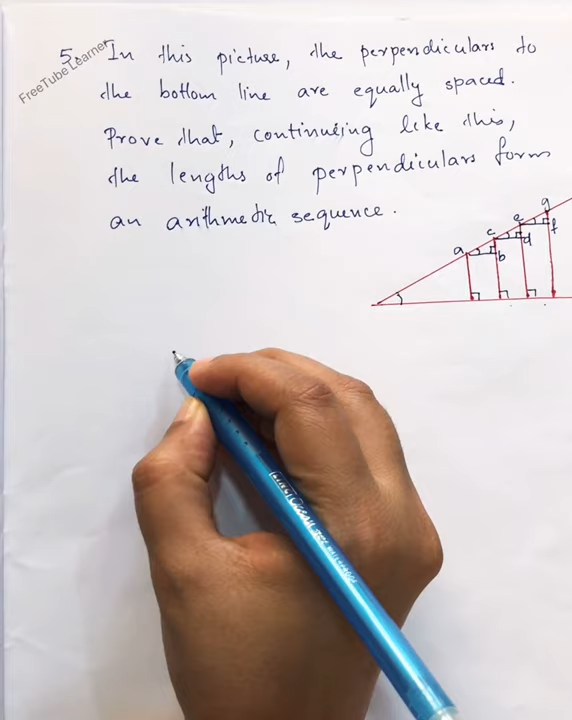 5. In this picture, the perpendiculars to
the bottom line are equally spaced.
Prove that, continuing like this,
the lengths of perpendiculars form
an arithmetic sequence.
FreeTube Learner
g
e
f
c
d
a
b